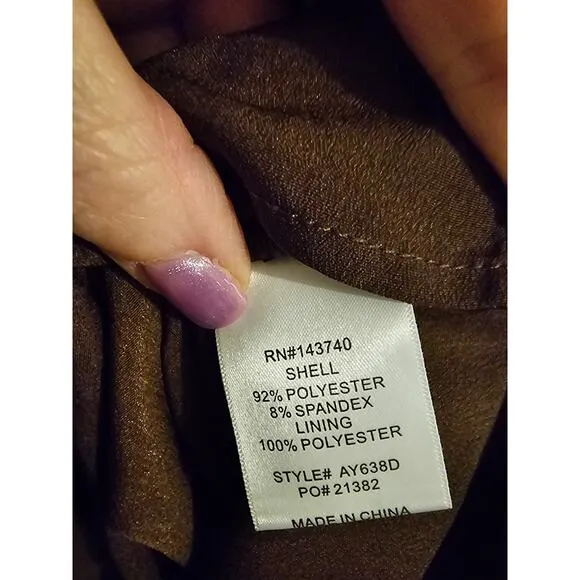 RN#143740
SHELL
92% POLYESTER
8% SPANDEX
LINING
100% POLYESTER
STYLE# AY638D
PO# 21382
MADE IN CHINA